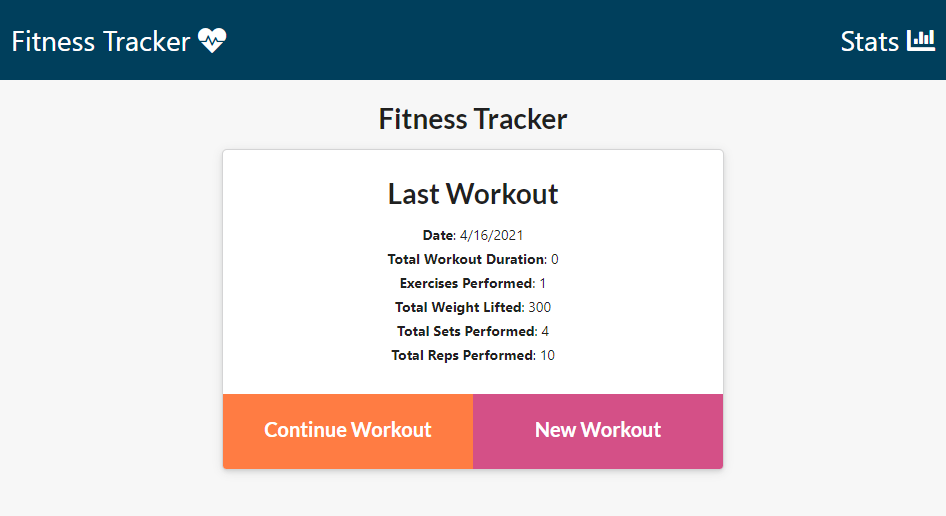 Fitness Tracker
Stats
Fitness Tracker
Last Workout
Date: 4/16/2021
Total Workout Duration: 0
Exercises Performed: 1
Total Weight Lifted: 300
Total Sets Performed: 4
Total Reps Performed: 10
Continue Workout
New Workout